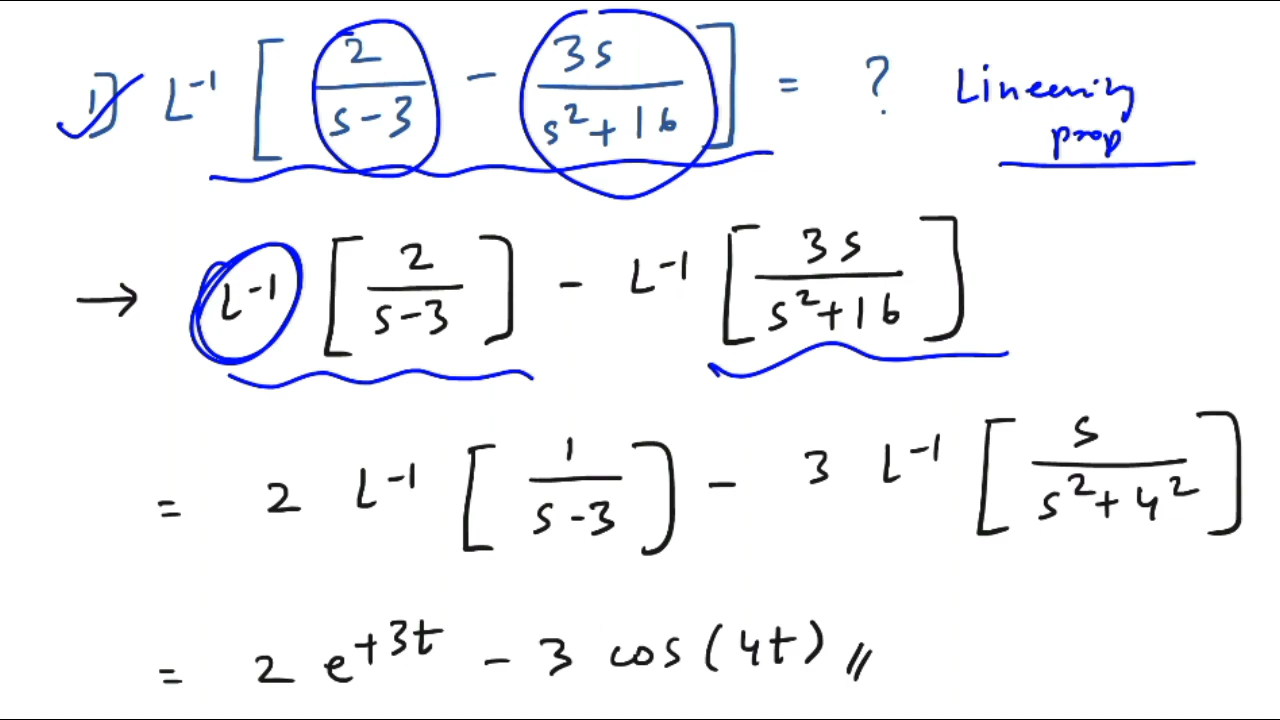 1) L⁻¹ [ 2/(s-3) - 3s/(s²+16) ] = ? Linearity prop
→ L⁻¹ [ 2/(s-3) ] - L⁻¹ [ 3s/(s²+16) ]
= 2 L⁻¹ [ 1/(s-3) ] - 3 L⁻¹ [ s/(s²+4²) ]
= 2 e^(+3t) - 3 cos(4t) //